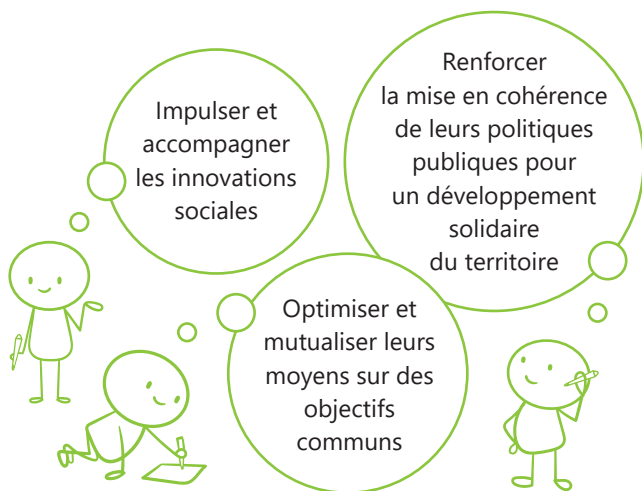 Impulser et
accompagner
les innovations
sociales
Renforcer
la mise en cohérence
de leurs politiques
publiques pour
un développement
solidaire
du territoire
Optimiser et
mutualiser leurs
moyens sur des
objectifs
communs